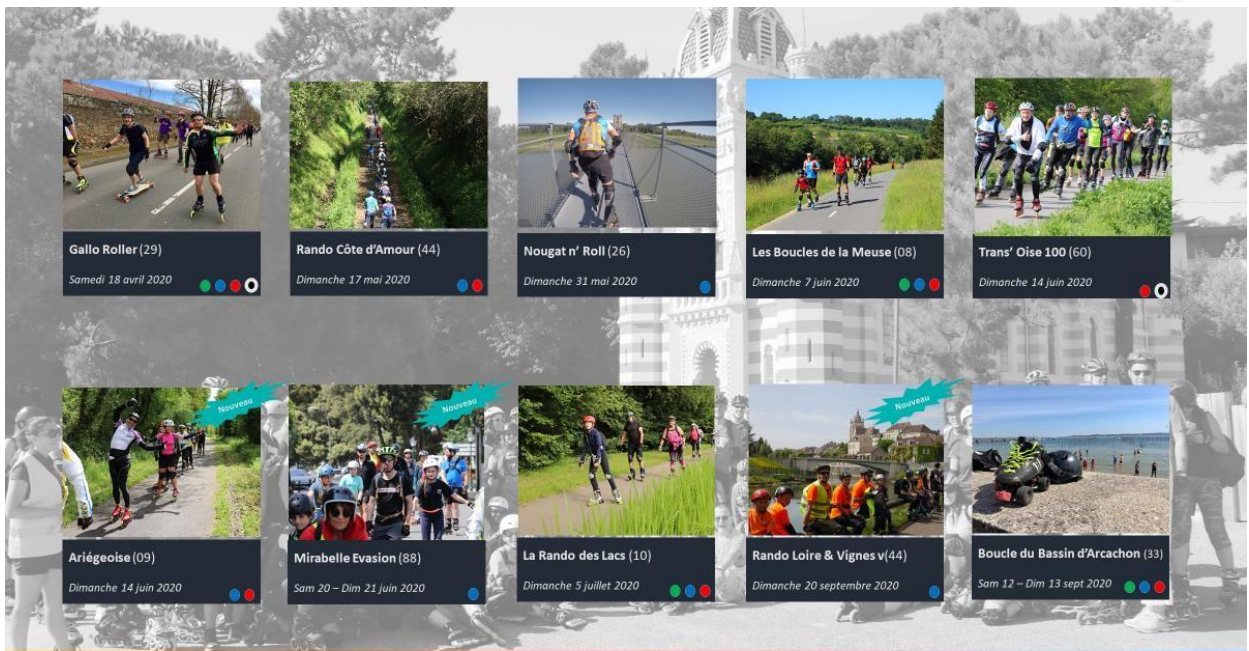 Gallo Roller (29)
Samedi 18 avril 2020
Rando Côte d'Amour (44)
Dimanche 17 mai 2020
Nougat n' Roll (26)
Dimanche 31 mai 2020
Les Boucles de la Meuse (08)
Dimanche 7 juin 2020
Trans' Oise 100 (60)
Dimanche 14 juin 2020
Nouveau
Ariégeoise (09)
Dimanche 14 juin 2020
Nouveau
Mirabelle Evasion (88)
Sam 20 – Dim 21 juin 2020
La Rando des Lacs (10)
Dimanche 5 juillet 2020
Nouveau
Rando Loire & Vignes v(44)
Dimanche 20 septembre 2020
Boucle du Bassin d'Arcachon (33)
Sam 12 – Dim 13 sept 2020